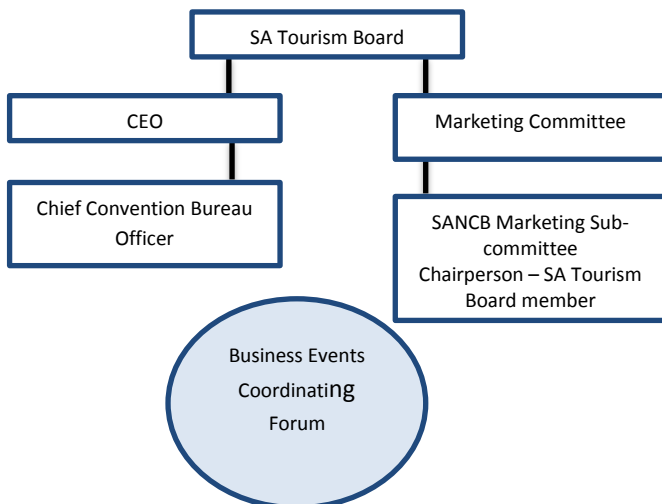 SA Tourism Board
CEO
Marketing Committee
Chief Convention Bureau
Officer
SANCB Marketing Sub-
committee
Chairperson – SA Tourism
Board member
Business Events
Coordinating
Forum